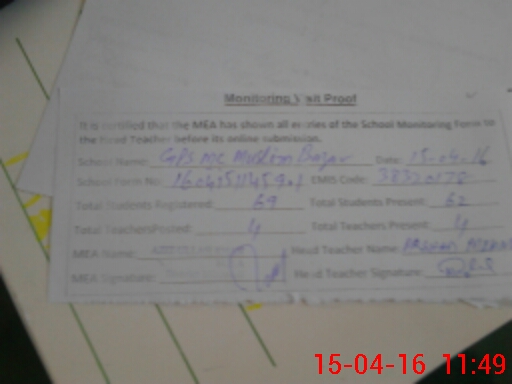 Monitoring Visit Proof
It is certified that the MEA has shown all entries of the School Monitoring Form to
the Head Teacher before its online submission.
School Name: GPS MC Muslim Bazar Date: 15-04-16
School Form No: EMIS Code:
Total Students Registered: 69 Total Students Present: 62
Total Teachers Posted: 4 Total Teachers Present: 4
MEA Name: Head Teacher Name:
MEA Signature: Head Teacher Signature:
15-04-16 11:49